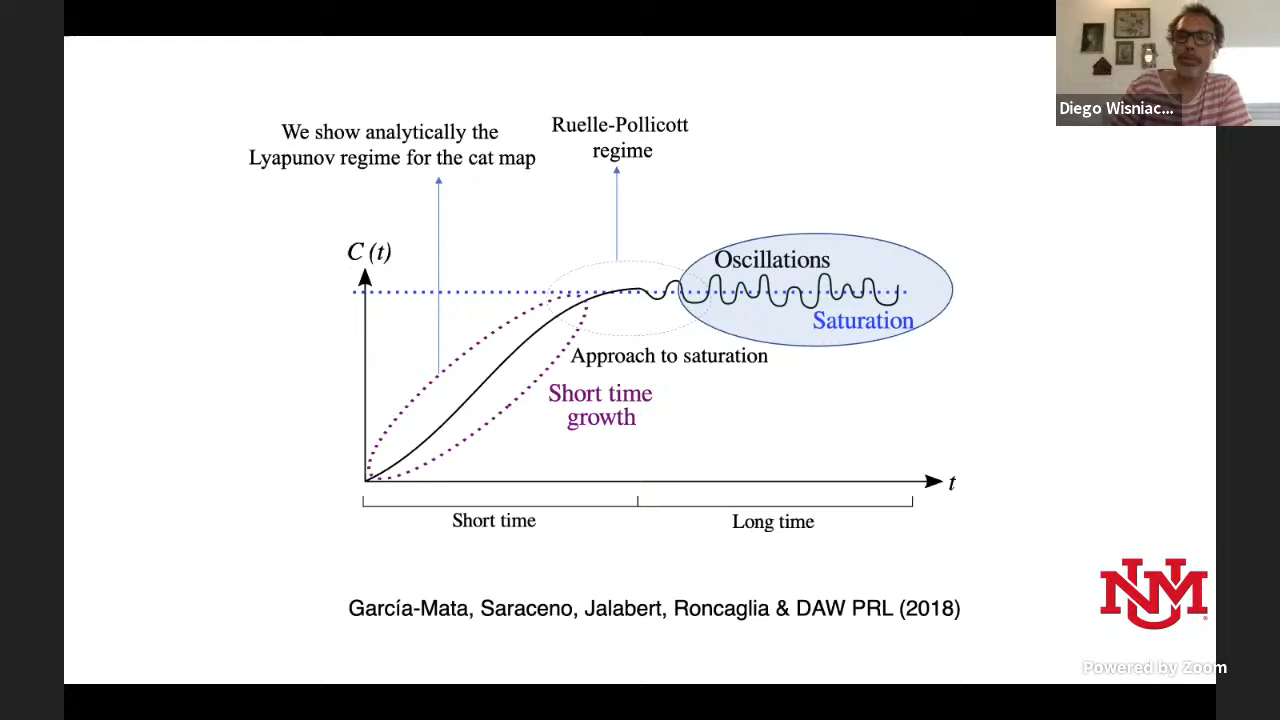 Diego Wisniac...
We show analytically the
Lyapunov regime for the cat map
Ruelle-Pollicott
regime
C (t)
Oscillations
Saturation
Approach to saturation
Short time
growth
t
Short time
Long time
García-Mata, Saraceno, Jalabert, Roncaglia & DAW PRL (2018)
UNM
Powered by Zoom